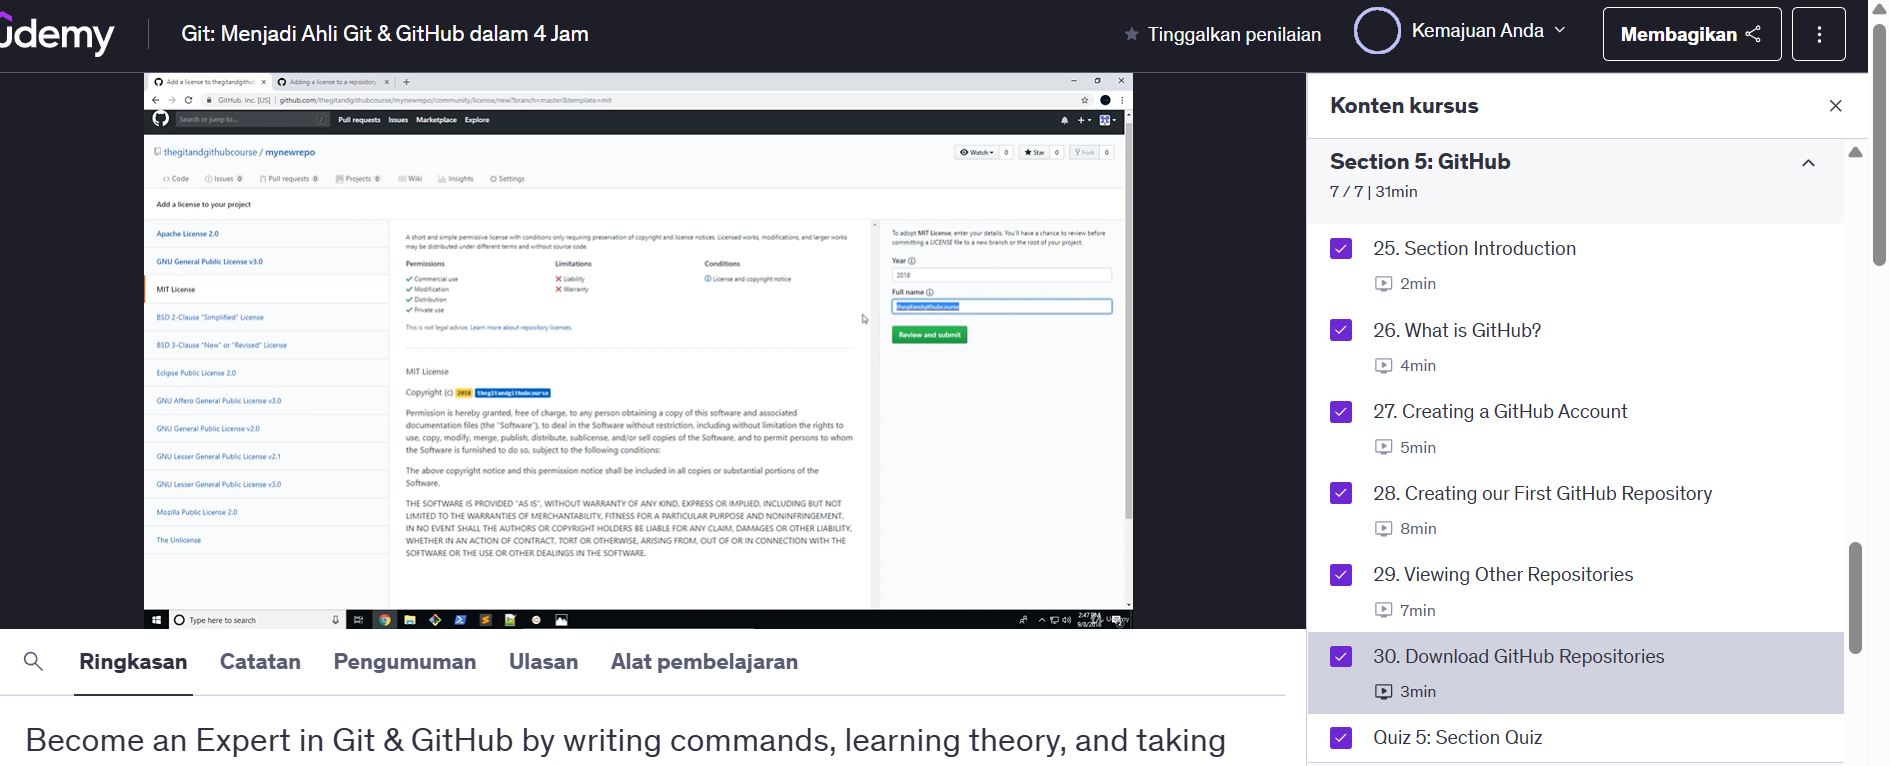 udemy
Git: Menjadi Ahli Git & GitHub dalam 4 Jam
Tinggalkan penilaian
Kemajuan Anda
Membagikan
Add a license to thegitandgithub
Adding a license to a repository
GitHub, Inc. [US] | github.com/thegitandgithubcourse/mynewrepo/community/license/new?branch=master&template=mit
Search or jump to...
/
Pull requests Issues Marketplace Explore
thegitandgithubcourse / mynewrepo
Watch 0 Star 0 Fork 0
Code Issues 0 Pull requests 0 Projects 0 Wiki Insights Settings
Add a license to your project
Apache License 2.0
GNU General Public License v3.0
MIT License
BSD 2-Clause "Simplified" License
BSD 3-Clause "New" or "Revised" License
Eclipse Public License 2.0
GNU Affero General Public License v3.0
GNU General Public License v2.0
GNU Lesser General Public License v2.1
GNU Lesser General Public License v3.0
Mozilla Public License 2.0
The Unlicense
A short and simple permissive license with conditions only requiring preservation of copyright and license notices. Licensed works, modifications, and larger works
may be distributed under different terms and without source code.
Permissions Limitations Conditions
Commercial use Liability License and copyright notice
Modification Warranty
Distribution
Private use
This is not legal advice. Learn more about repository licenses.
MIT License
Copyright (c) 2018 thegitandgithubcourse
Permission is hereby granted, free of charge, to any person obtaining a copy of this software and associated
documentation files (the "Software"), to deal in the Software without restriction, including without limitation the rights to
use, copy, modify, merge, publish, distribute, sublicense, and/or sell copies of the Software, and to permit persons to whom
the Software is furnished to do so, subject to the following conditions:
The above copyright notice and this permission notice shall be included in all copies or substantial portions of the
Software.
THE SOFTWARE IS PROVIDED "AS IS", WITHOUT WARRANTY OF ANY KIND, EXPRESS OR IMPLIED, INCLUDING BUT NOT
LIMITED TO THE WARRANTIES OF MERCHANTABILITY, FITNESS FOR A PARTICULAR PURPOSE AND NONINFRINGEMENT.
IN NO EVENT SHALL THE AUTHORS OR COPYRIGHT HOLDERS BE LIABLE FOR ANY CLAIM, DAMAGES OR OTHER LIABILITY,
WHETHER IN AN ACTION OF CONTRACT, TORT OR OTHERWISE, ARISING FROM, OUT OF OR IN CONNECTION WITH THE
SOFTWARE OR THE USE OR OTHER DEALINGS IN THE SOFTWARE.
To adopt MIT License, enter your details. You'll have a chance to review before
committing a LICENSE file to a new branch or the root of your project.
Year
2018
Full name
thegitandgithubcourse
Review and submit
Type here to search
2:47 PM
9/8/2018
Udemy
Konten kursus
Section 5: GitHub
7 / 7 | 31min
25. Section Introduction
2min
26. What is GitHub?
4min
27. Creating a GitHub Account
5min
28. Creating our First GitHub Repository
8min
29. Viewing Other Repositories
7min
30. Download GitHub Repositories
3min
Quiz 5: Section Quiz
Ringkasan
Catatan
Pengumuman
Ulasan
Alat pembelajaran
Become an Expert in Git & GitHub by writing commands, learning theory, and taking